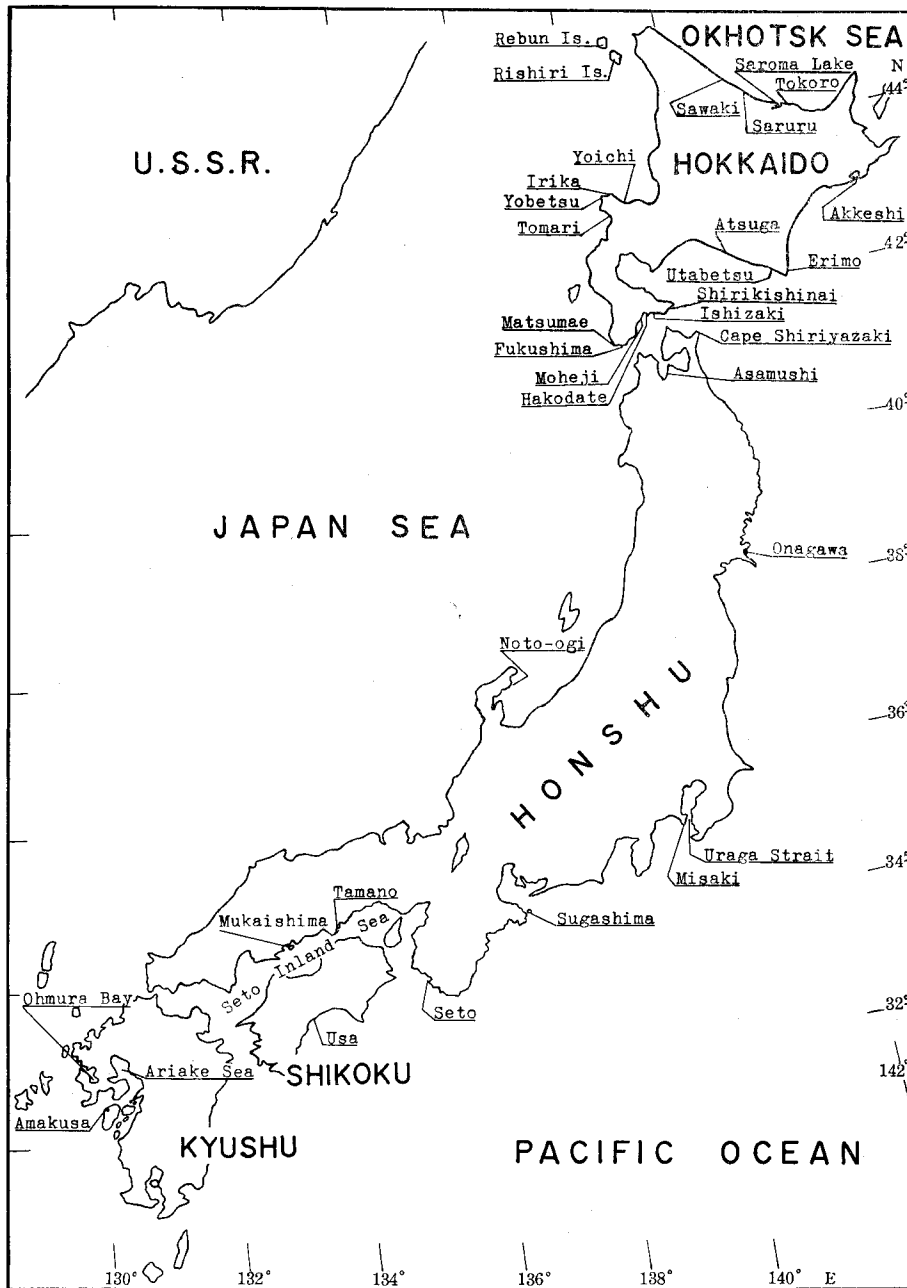 Rebun Is.
OKHOTSK SEA
Rishiri Is.
Saroma Lake
N
Tokoro
44°
Sawaki
Saruru
U.S.S.R.
Yoichi
HOKKAIDO
Irika
Yobetsu
Akkeshi
Tomari
Atsuga
42°
Utabetsu
Erimo
Shirikishinai
Ishizaki
Matsumae
Cape Shiriyazaki
Fukushima
Moheji
Asamushi
Hakodate
40°
JAPAN SEA
Onagawa
38°
Noto-ogi
HONSHU
36°
Uraga Strait
34°
Misaki
Tamano
Mukaishima
Sugashima
Seto Inland Sea
Ohmura Bay
Seto
32°
Usa
Ariake Sea
SHIKOKU
142°
Amakusa
KYUSHU
PACIFIC OCEAN
130°
132°
134°
136°
138°
140°
E